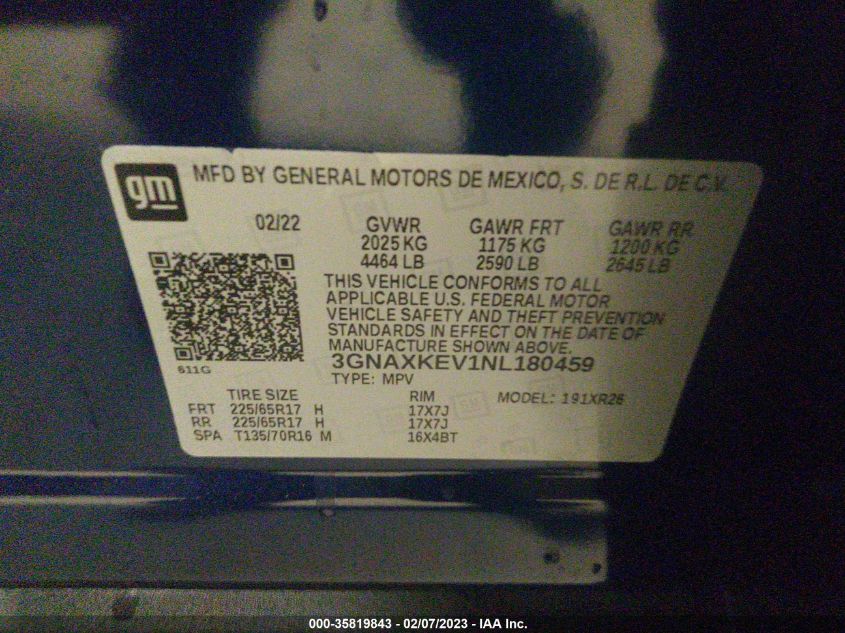 gm
MFD BY GENERAL MOTORS DE MEXICO, S. DE R.L. DE C.V.
02/22 GVWR GAWR FRT GAWR RR
2025 KG 1175 KG 1200 KG
4464 LB 2590 LB 2645 LB
THIS VEHICLE CONFORMS TO ALL
APPLICABLE U.S. FEDERAL MOTOR
VEHICLE SAFETY AND THEFT PREVENTION
STANDARDS IN EFFECT ON THE DATE OF
MANUFACTURE SHOWN ABOVE.
3GNAXKEV1NL180459
611G
TYPE: MPV
TIRE SIZE RIM MODEL: 191XR26
FRT 225/65R17 H 17X7J
RR 225/65R17 H 17X7J
SPA T135/70R16 M 16X4BT
000-35819843 - 02/07/2023 - IAA Inc.